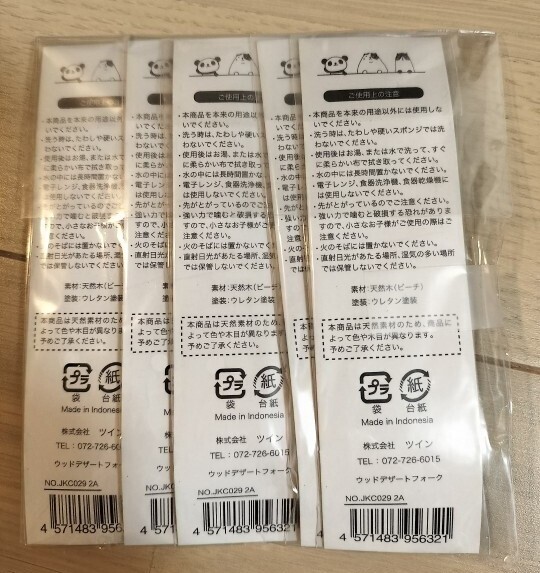 ご使用上の注意
・本商品を本来の用途以外には使用しな
いでください。
・洗う時は、たわしや硬いスポンジでは洗
わないでください。
・使用後はお湯、または水で洗って、すぐ
に柔らかい布で拭き取ってください。
・水の中には長時間置かないでください。
・電子レンジ、食器洗浄機、食器乾燥機に
は使用しないでください。
・先がとがっているのでご注意ください。
強い力で噛むと破損する恐れがありま
すので、小さなお子様がご使用の際はご
注意ください。
・火のそばには置かないでください。
・直射日光があたる場所、湿気の多い場所
では保管しないでください。
素材:天然木(ビーチ)
塗装:ウレタン塗装
本商品は天然素材のため、商品に
よって色や木目が異なります。
予めご了承ください。
プラ 紙
袋 台紙
Made in Indonesia
株式会社 ツイン
TEL:072-726-6015
ウッドデザートフォーク
NO.JKC029 2A
4 571483 956321